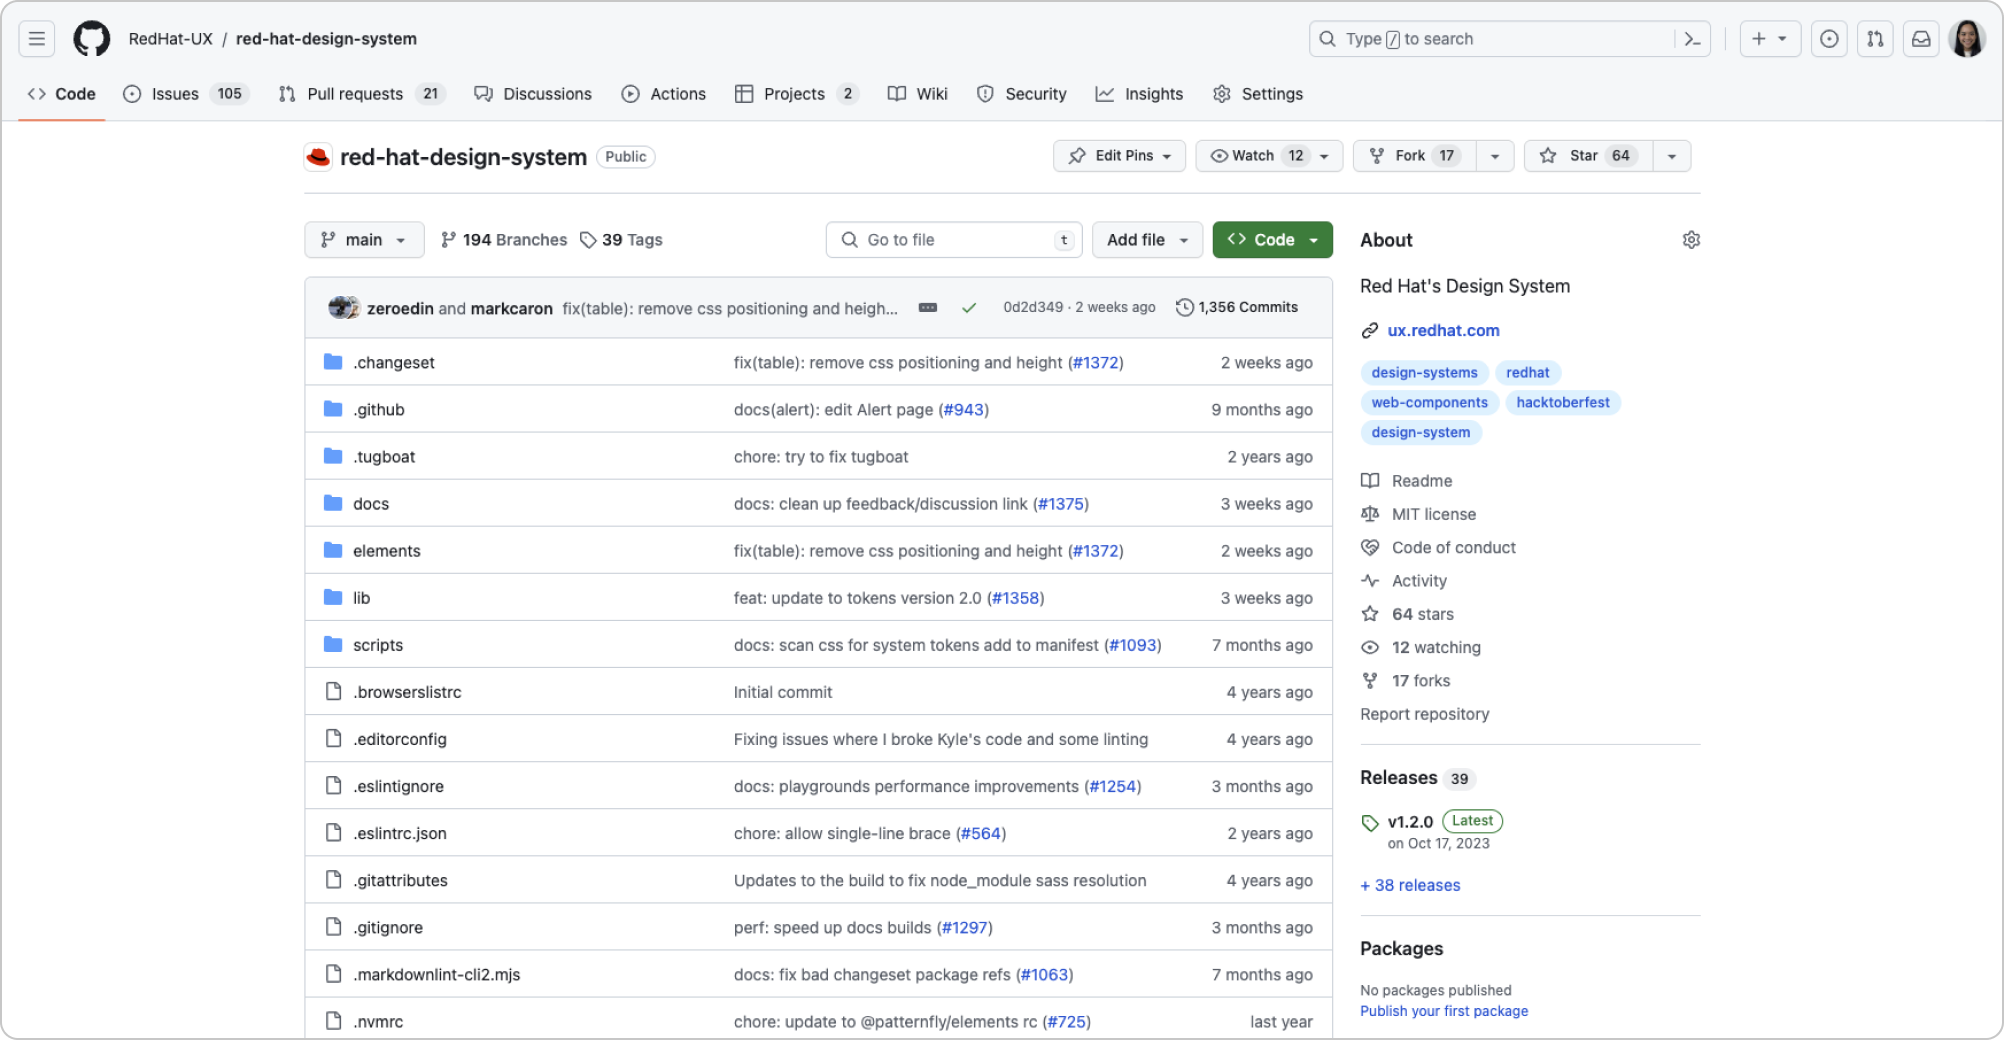 RedHat-UX / red-hat-design-system
Type / to search
Code
Issues 105
Pull requests 21
Discussions
Actions
Projects 2
Wiki
Security
Insights
Settings
red-hat-design-system Public
Edit Pins
Watch 12
Fork 17
Star 64
main
194 Branches
39 Tags
Go to file t
Add file
Code
zeroedin and markcaron fix(table): remove css positioning and heigh... 0d2d349 · 2 weeks ago 1,356 Commits
.changeset fix(table): remove css positioning and height (#1372) 2 weeks ago
.github docs(alert): edit Alert page (#943) 9 months ago
.tugboat chore: try to fix tugboat 2 years ago
docs docs: clean up feedback/discussion link (#1375) 3 weeks ago
elements fix(table): remove css positioning and height (#1372) 2 weeks ago
lib feat: update to tokens version 2.0 (#1358) 3 weeks ago
scripts docs: scan css for system tokens add to manifest (#1093) 7 months ago
.browserslistrc Initial commit 4 years ago
.editorconfig Fixing issues where I broke Kyle's code and some linting 4 years ago
.eslintignore docs: playgrounds performance improvements (#1254) 3 months ago
.eslintrc.json chore: allow single-line brace (#564) 2 years ago
.gitattributes Updates to the build to fix node_module sass resolution 4 years ago
.gitignore perf: speed up docs builds (#1297) 3 months ago
.markdownlint-cli2.mjs docs: fix bad changeset package refs (#1063) 7 months ago
.nvmrc chore: update to @patternfly/elements rc (#725) last year
About
Red Hat's Design System
ux.redhat.com
design-systems redhat
web-components hacktoberfest
design-system
Readme
MIT license
Code of conduct
Activity
64 stars
12 watching
17 forks
Report repository
Releases 39
v1.2.0 Latest
on Oct 17, 2023
+ 38 releases
Packages
No packages published
Publish your first package